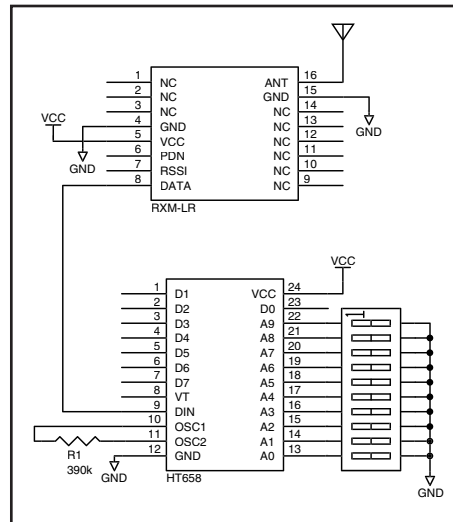 1 NC ANT 16
2 NC GND 15
3 NC NC 14
4 GND NC 13
5 VCC NC 12
6 PDN NC 11
7 RSSI NC 10
8 DATA NC 9
VCC
GND
GND
RXM-LR
VCC
1 D1 VCC 24
2 D2 D0 23
3 D3 A9 22
4 D4 A8 21
5 D5 A7 20
6 D6 A6 19
7 D7 A5 18
8 VT A4 17
9 DIN A3 16
10 OSC1 A2 15
11 OSC2 A1 14
12 GND A0 13
R1
390k
GND
HT658
1
GND